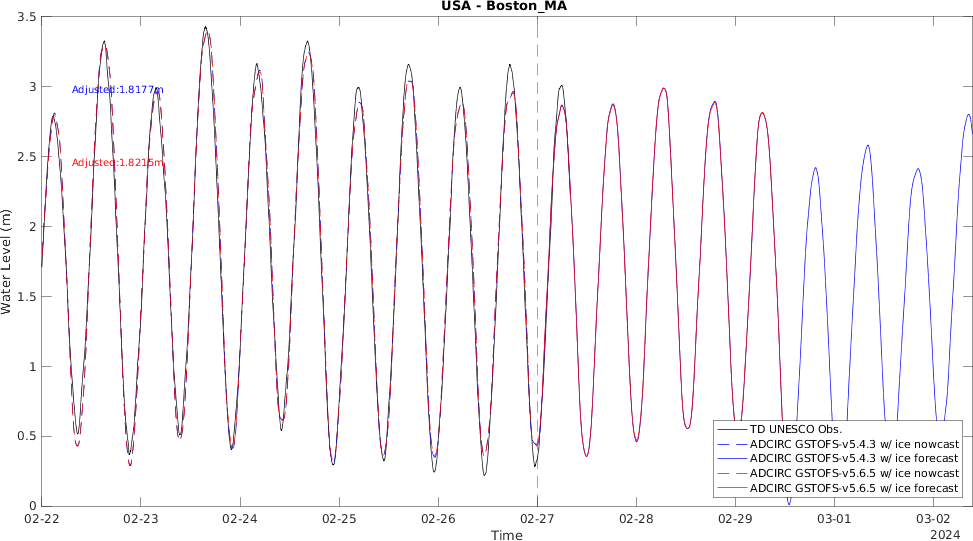 USA - Boston_MA
3.5
3
2.5
2
1.5
1
0.5
0
Water Level (m)
Adjusted:1.8177m
Adjusted:1.8215m
TD UNESCO Obs.
ADCIRC GSTOFS-v5.4.3 w/ ice nowcast
ADCIRC GSTOFS-v5.4.3 w/ ice forecast
ADCIRC GSTOFS-v5.6.5 w/ ice nowcast
ADCIRC GSTOFS-v5.6.5 w/ ice forecast
02-22 02-23 02-24 02-25 02-26 02-27 02-28 02-29 03-01 03-02
Time
2024